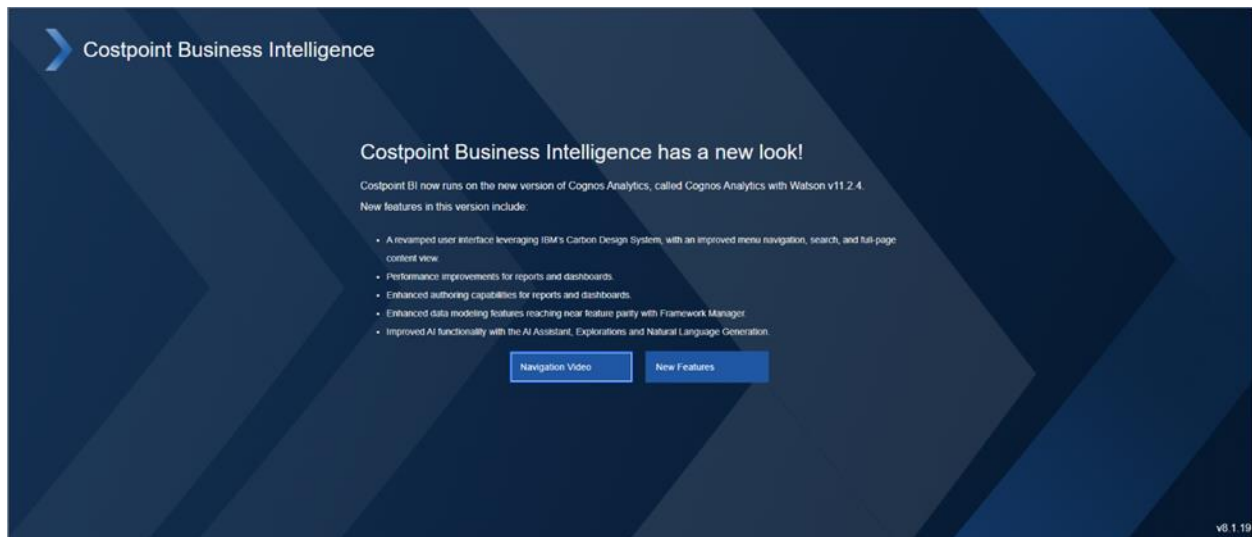 Costpoint Business Intelligence
Costpoint Business Intelligence has a new look!
Costpoint BI now runs on the new version of Cognos Analytics, called Cognos Analytics with Watson v11.2.4.
New features in this version include:
• A revamped user interface leveraging IBM's Carbon Design System, with an improved menu navigation, search, and full-page
content view.
• Performance improvements for reports and dashboards.
• Enhanced authoring capabilities for reports and dashboards.
• Enhanced data modeling features reaching near feature parity with Framework Manager.
• Improved AI functionality with the AI Assistant, Explorations and Natural Language Generation.
Navigation Video
New Features
v8.1.19